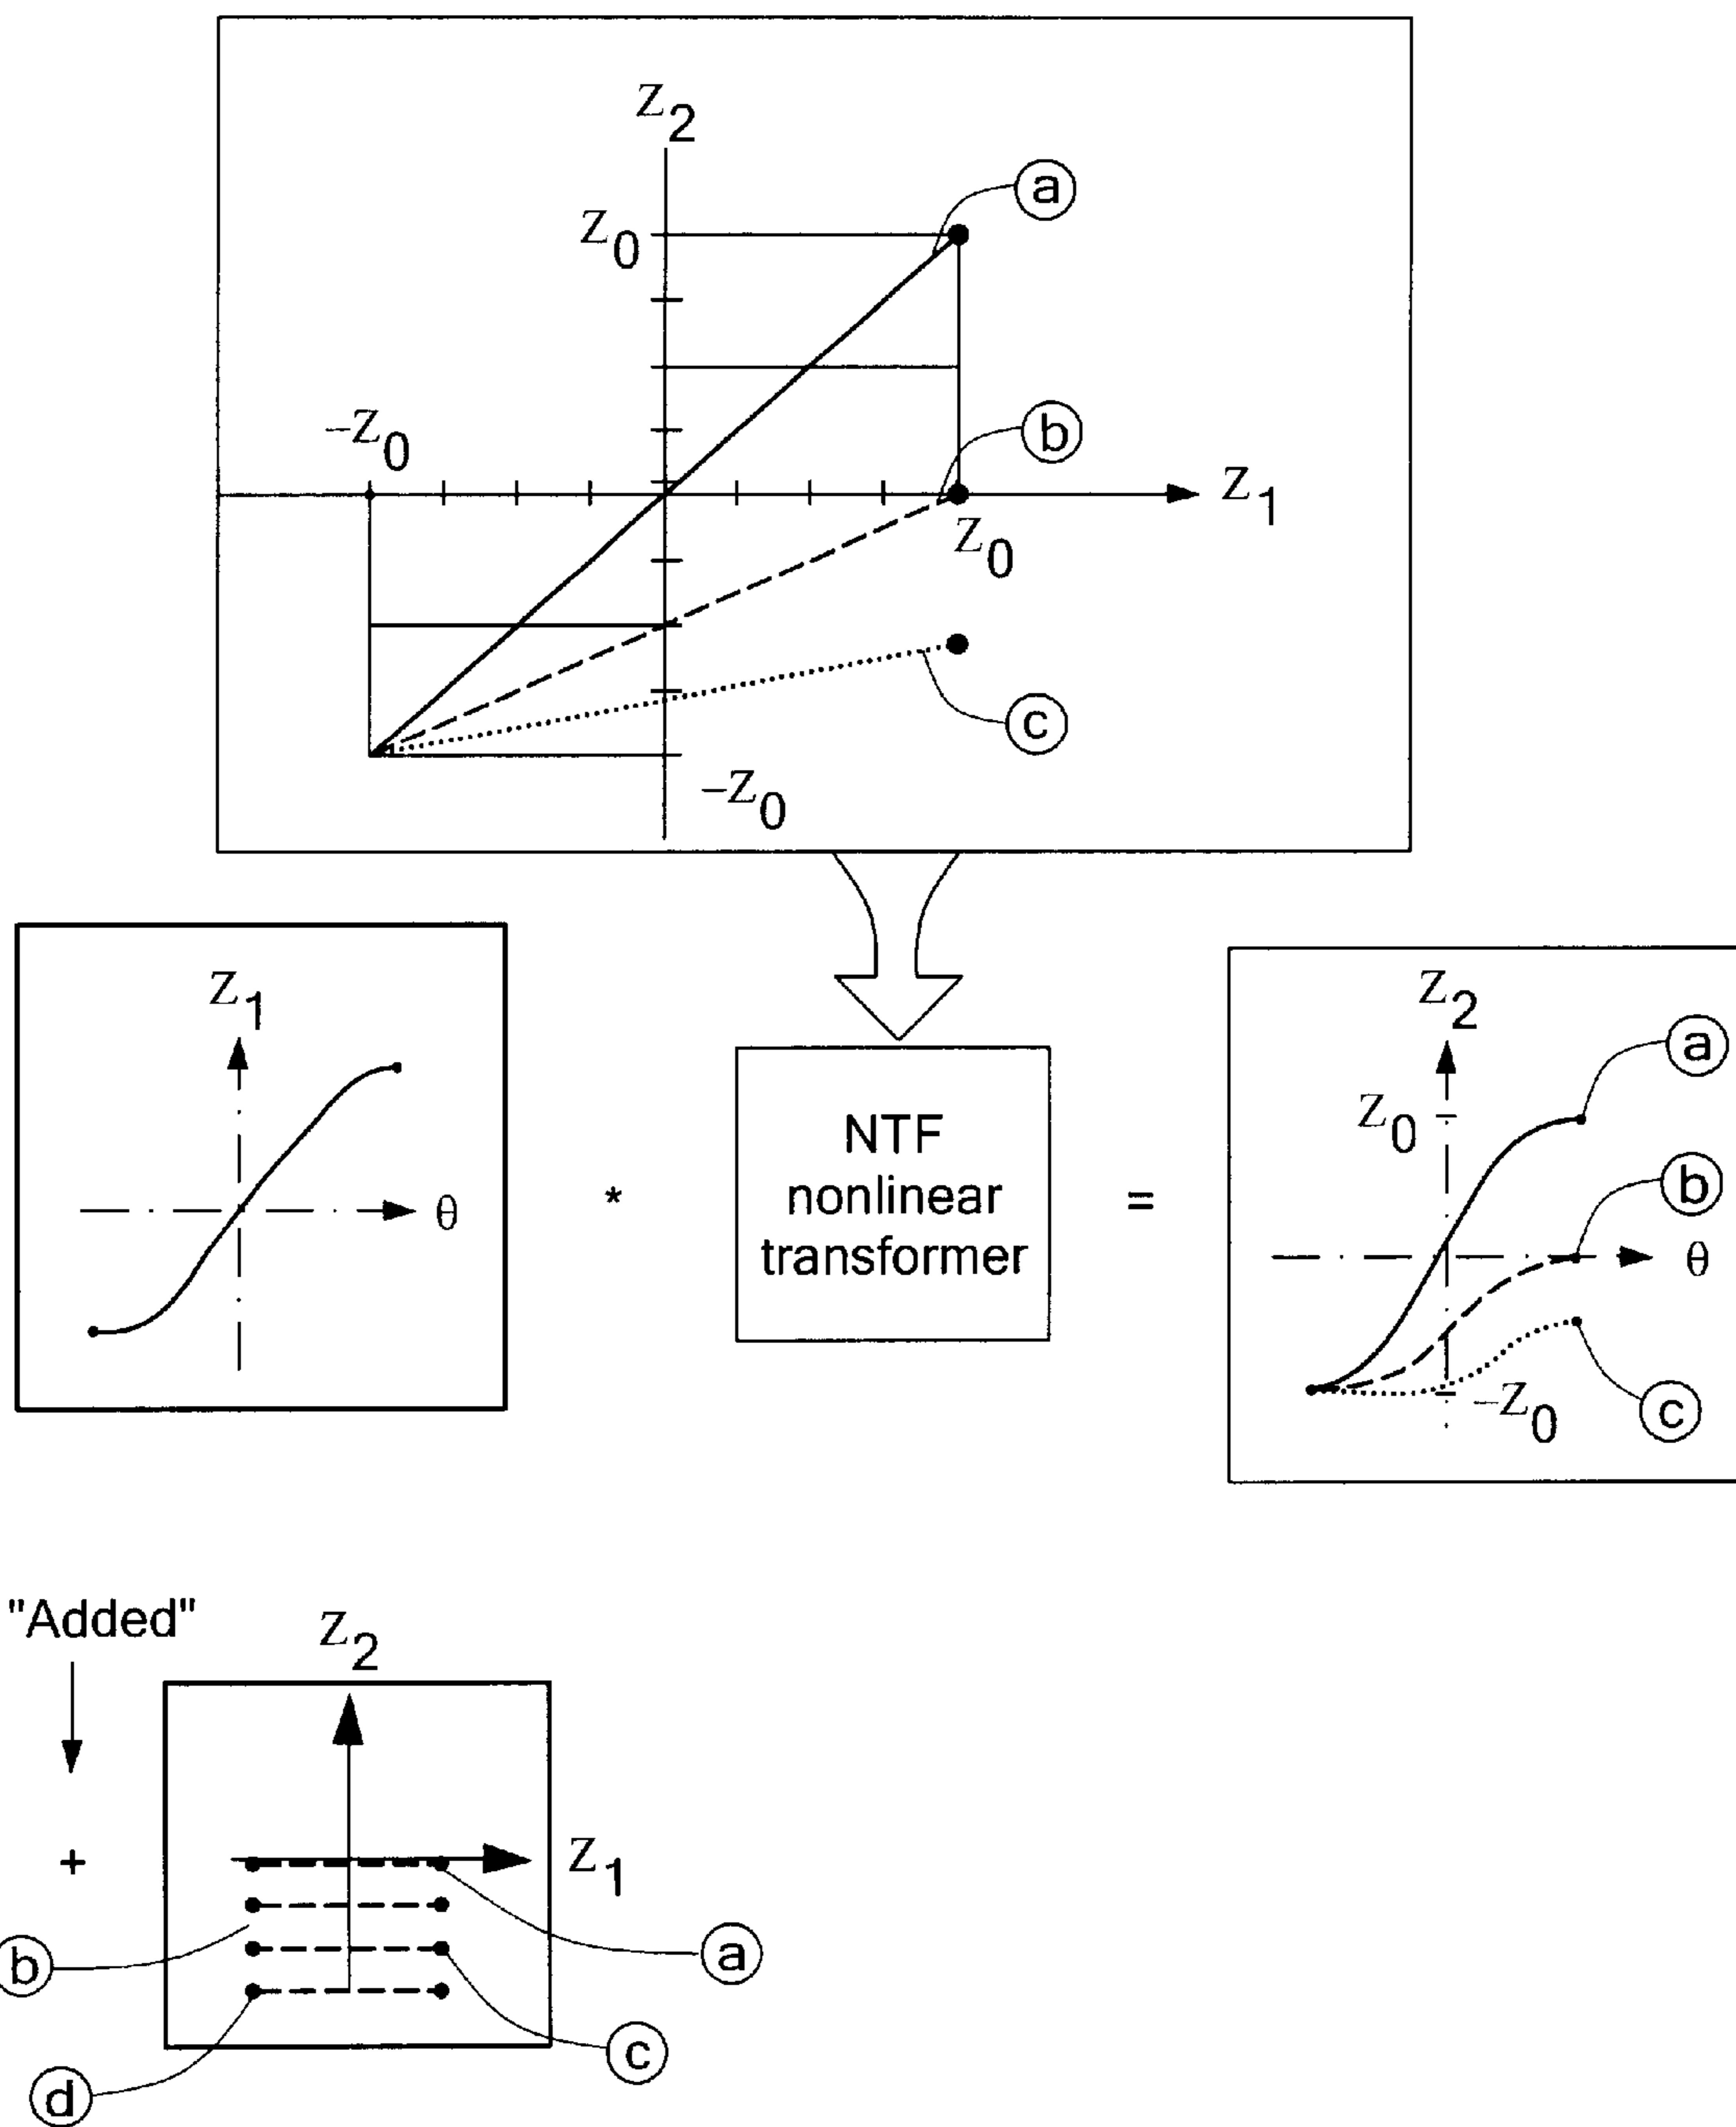 Z2
a
Z0
b
−Z0
Z1
Z0
c
−Z0
Z1
θ
*
NTF
nonlinear
transformer
=
Z2
a
Z0
b
θ
c
−Z0
"Added"
Z2
+
Z1
b
a
c
d